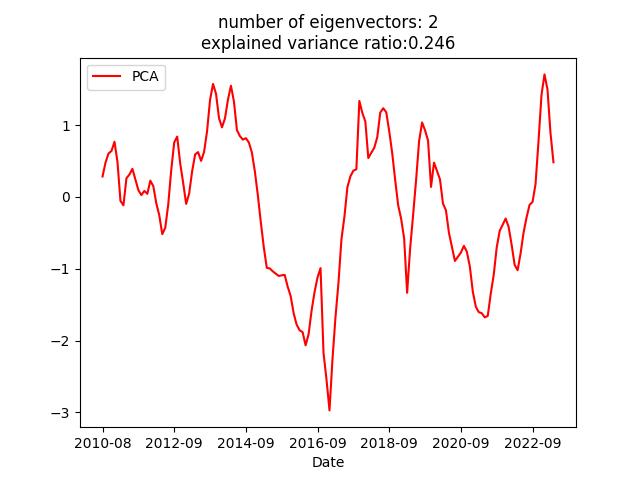 number of eigenvectors: 2
explained variance ratio:0.246
PCA
1
0
−1
−2
−3
2010-08 2012-09 2014-09 2016-09 2018-09 2020-09 2022-09
Date